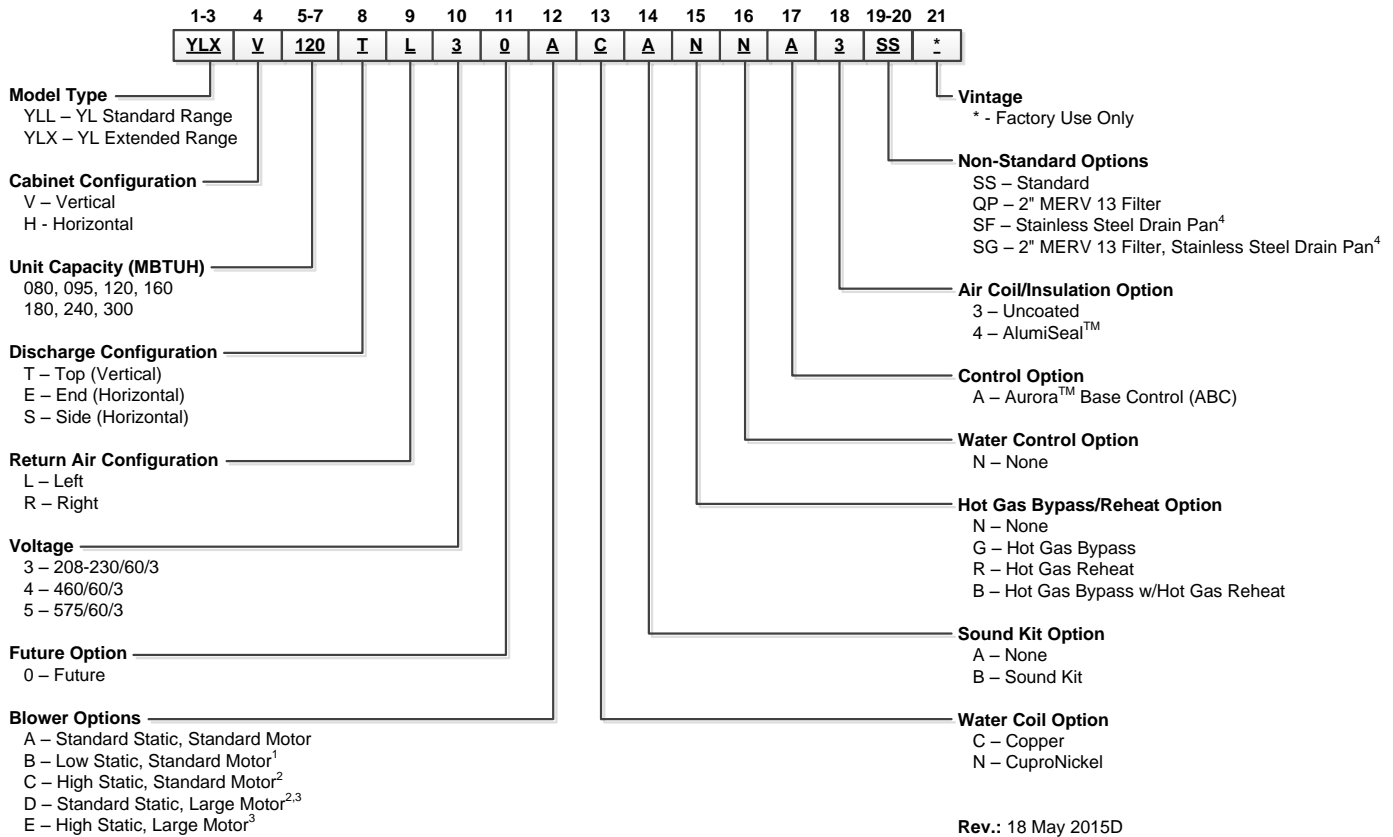 1-3 4 5-7 8 9 10 11 12 13 14 15 16 17 18 19-20 21
YLX V 120 T L 3 0 A C A N N A 3 SS *
Model Type
YLL – YL Standard Range
YLX – YL Extended Range
Cabinet Configuration
V – Vertical
H - Horizontal
Unit Capacity (MBTUH)
080, 095, 120, 160
180, 240, 300
Discharge Configuration
T – Top (Vertical)
E – End (Horizontal)
S – Side (Horizontal)
Return Air Configuration
L – Left
R – Right
Voltage
3 – 208-230/60/3
4 – 460/60/3
5 – 575/60/3
Future Option
0 – Future
Blower Options
A – Standard Static, Standard Motor
B – Low Static, Standard Motor1
C – High Static, Standard Motor2
D – Standard Static, Large Motor2,3
E – High Static, Large Motor3
Vintage
* - Factory Use Only
Non-Standard Options
SS – Standard
QP – 2" MERV 13 Filter
SF – Stainless Steel Drain Pan4
SG – 2" MERV 13 Filter, Stainless Steel Drain Pan4
Air Coil/Insulation Option
3 – Uncoated
4 – AlumiSealTM
Control Option
A – AuroraTM Base Control (ABC)
Water Control Option
N – None
Hot Gas Bypass/Reheat Option
N – None
G – Hot Gas Bypass
R – Hot Gas Reheat
B – Hot Gas Bypass w/Hot Gas Reheat
Sound Kit Option
A – None
B – Sound Kit
Water Coil Option
C – Copper
N – CuproNickel
Rev.: 18 May 2015D